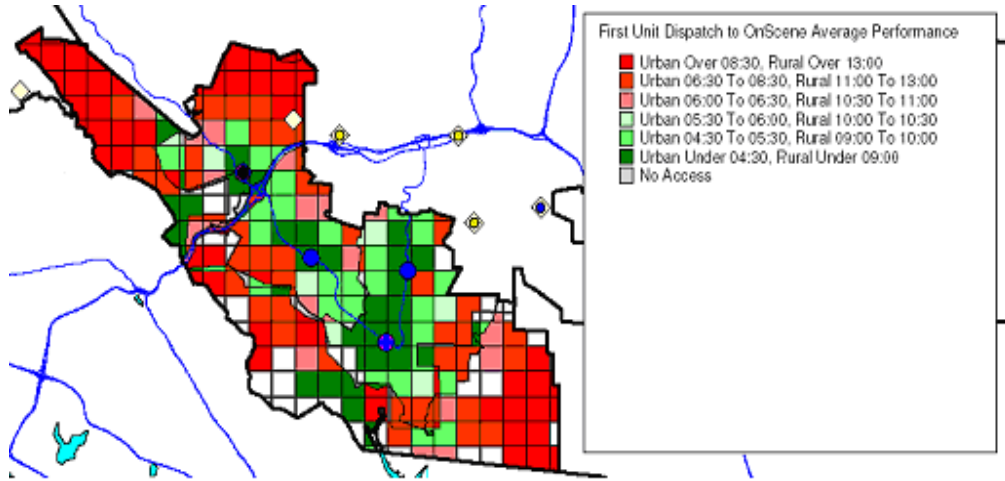 First Unit Dispatch to OnScene Average Performance
Urban Over 08:30, Rural Over 13:00
Urban 06:30 To 08:30, Rural 11:00 To 13:00
Urban 06:00 To 06:30, Rural 10:30 To 11:00
Urban 05:30 To 06:00, Rural 10:00 To 10:30
Urban 04:30 To 05:30, Rural 09:00 To 10:00
Urban Under 04:30, Rural Under 09:00
No Access